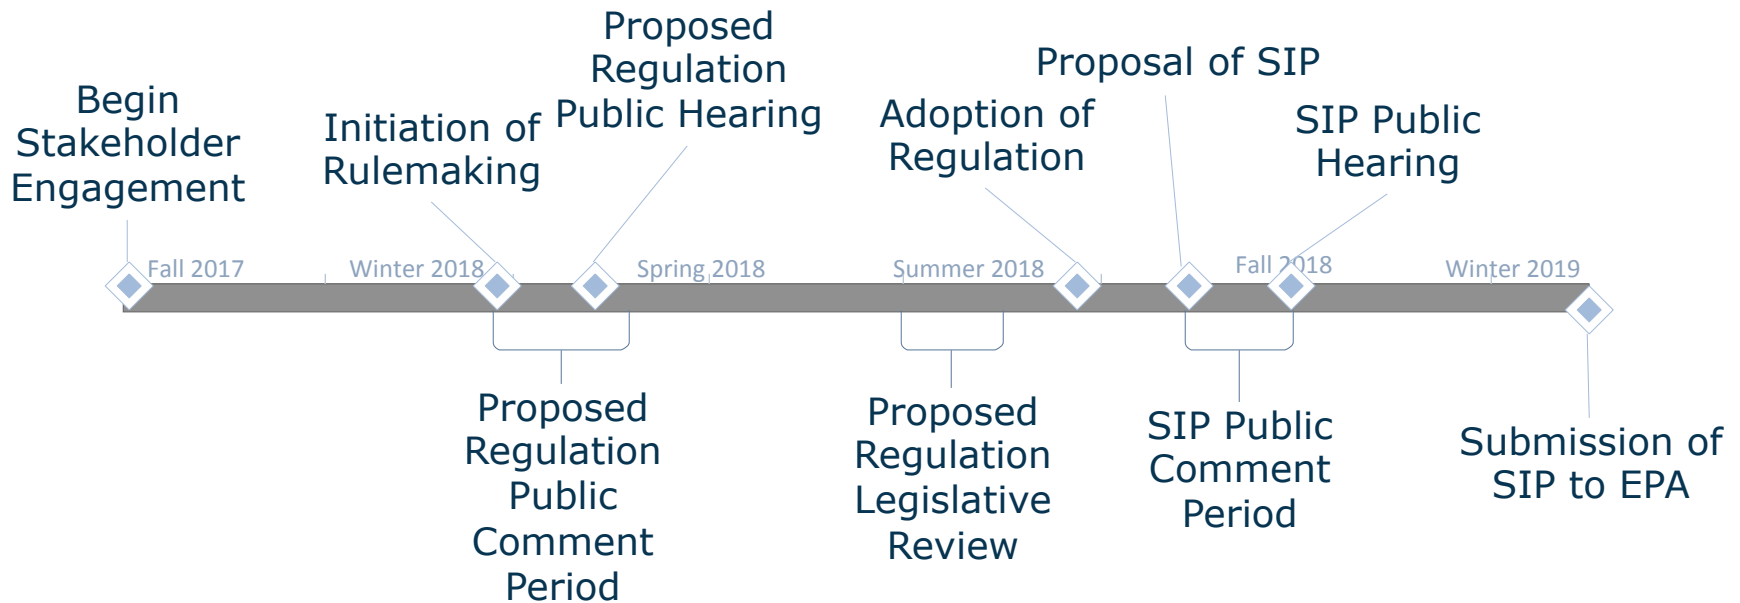 Proposed
Regulation
Public Hearing
Proposal of SIP
Begin
Stakeholder
Engagement
Initiation of
Rulemaking
Adoption of
Regulation
SIP Public
Hearing
Fall 2017
Winter 2018
Spring 2018
Summer 2018
Fall 2018
Winter 2019
Proposed
Regulation
Public
Comment
Period
Proposed
Regulation
Legislative
Review
SIP Public
Comment
Period
Submission of
SIP to EPA